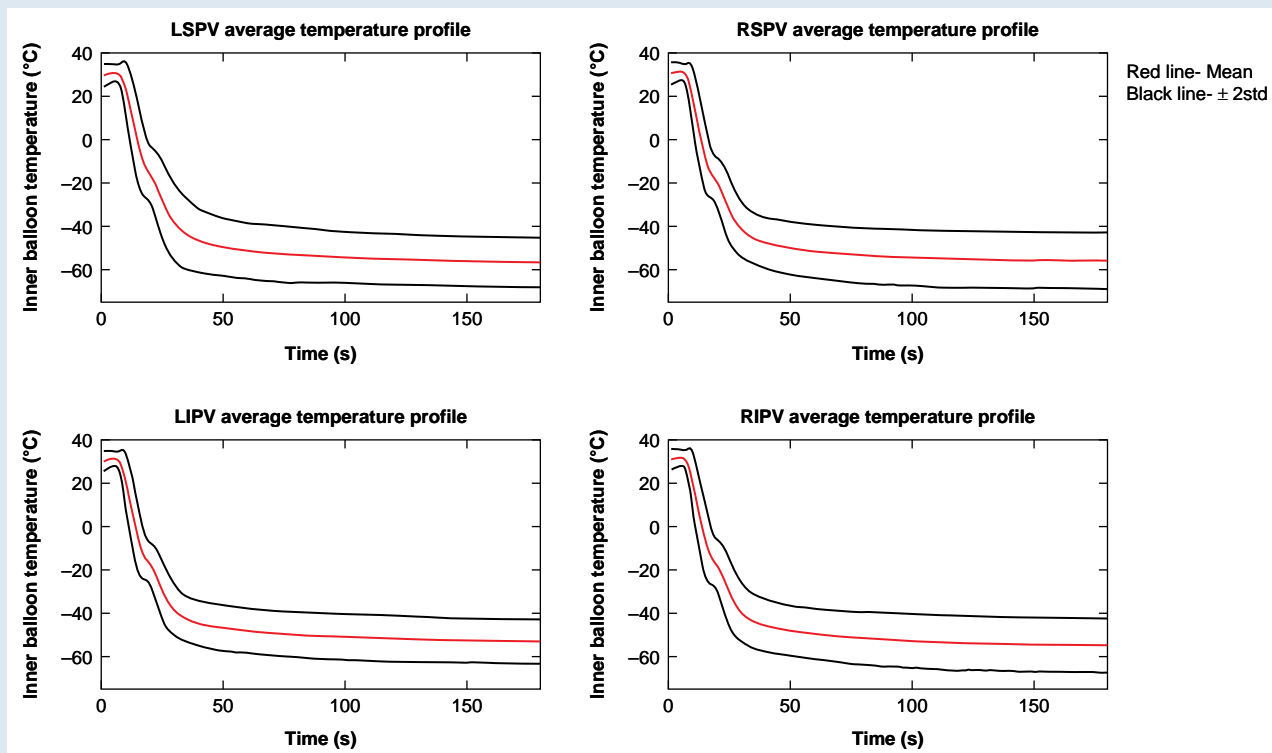 LSPV average temperature profile
Inner balloon temperature (°C)
40
20
0
–20
–40
–60
0 50 100 150
Time (s)
RSPV average temperature profile
Inner balloon temperature (°C)
40
20
0
–20
–40
–60
0 50 100 150
Time (s)
Red line- Mean
Black line- ± 2std
LIPV average temperature profile
Inner balloon temperature (°C)
40
20
0
–20
–40
–60
0 50 100 150
Time (s)
RIPV average temperature profile
Inner balloon temperature (°C)
40
20
0
–20
–40
–60
0 50 100 150
Time (s)